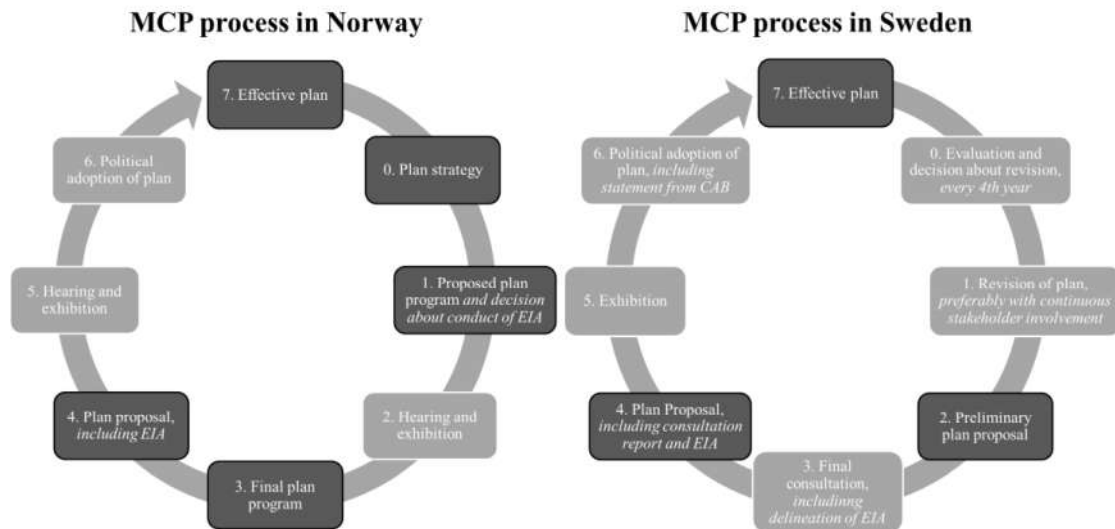 MCP process in Norway
7. Effective plan
0. Plan strategy
1. Proposed plan
program and decision
about conduct of EIA
2. Hearing and
exhibition
3. Final plan
program
4. Plan proposal,
including EIA
5. Hearing and
exhibition
6. Political
adoption of plan
MCP process in Sweden
7. Effective plan
0. Evaluation and
decision about revision,
every 4th year
1. Revision of plan,
preferably with continuous
stakeholder involvement
2. Preliminary
plan proposal
3. Final
consultation,
includinng
delineation of EIA
4. Plan Proposal,
including consultation
report and EIA
5. Exhibition
6. Political adoption of
plan, including
statement from CAB